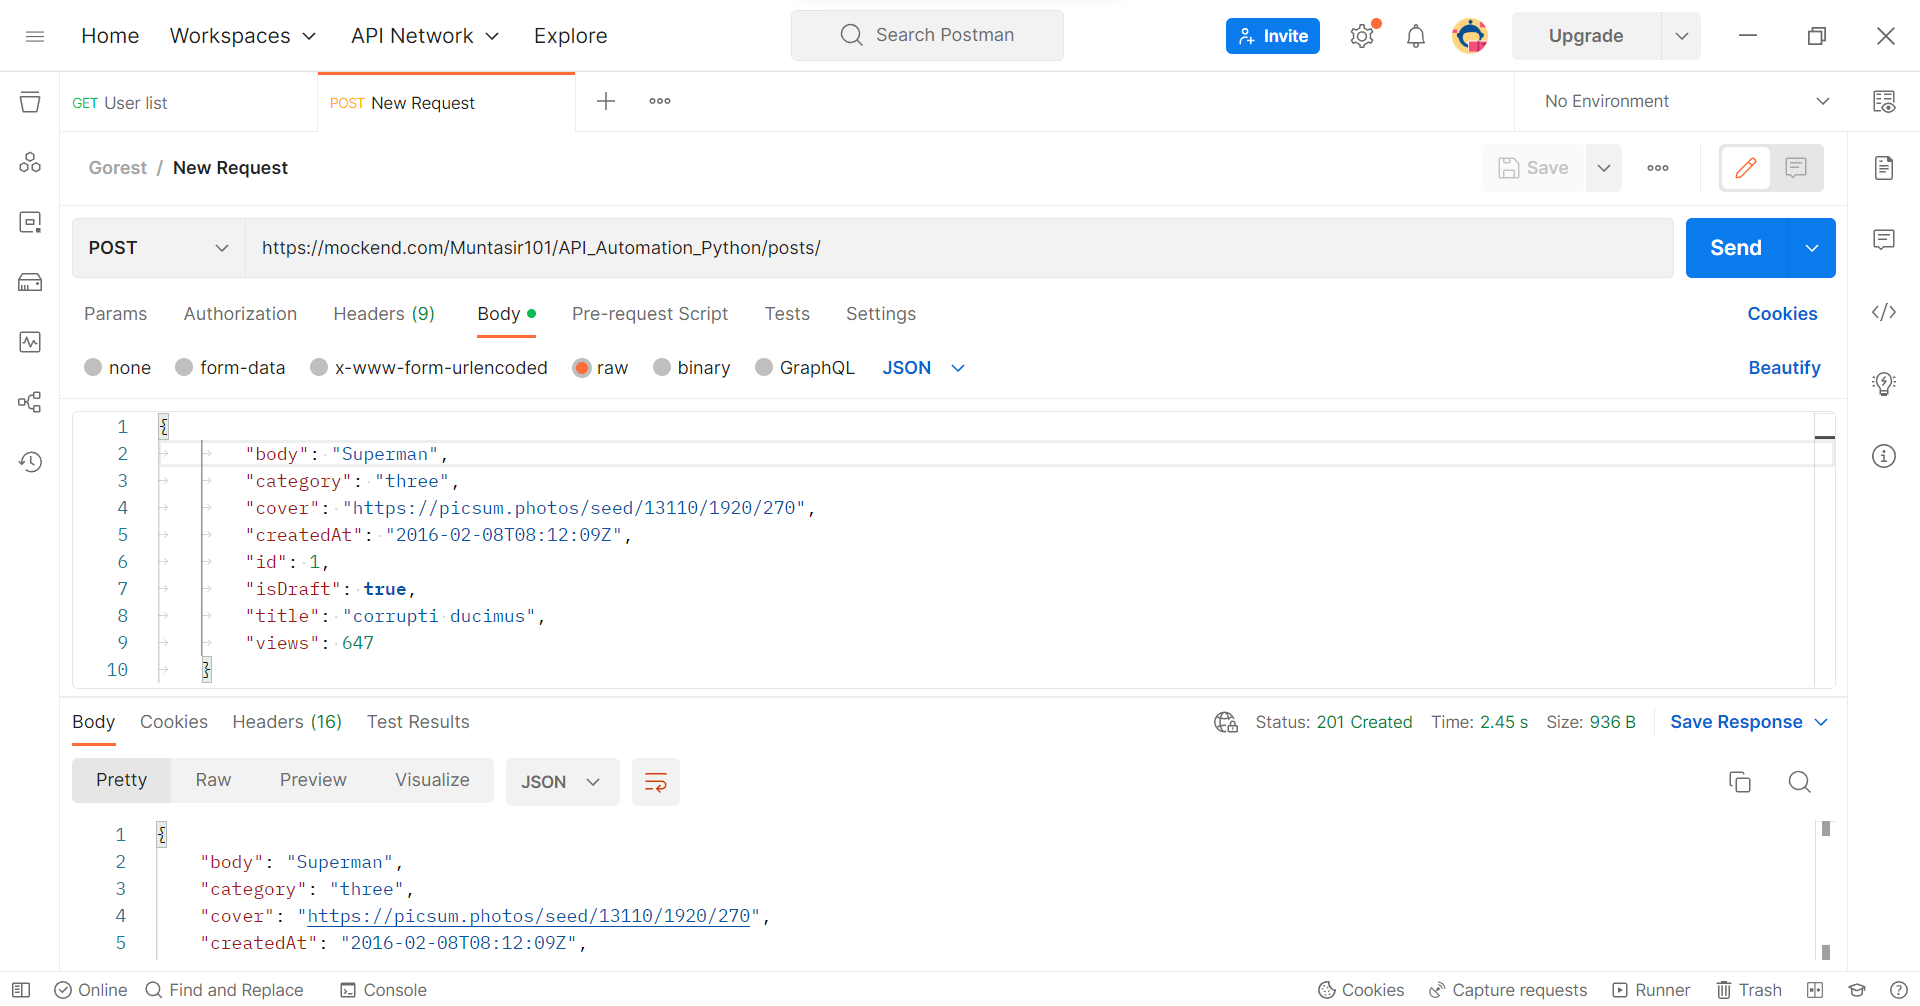 Home Workspaces API Network Explore Search Postman Invite Upgrade
GET User list POST New Request No Environment
Gorest / New Request Save
POST https://mockend.com/Muntasir101/API_Automation_Python/posts/ Send
Params Authorization Headers (9) Body Pre-request Script Tests Settings Cookies
none form-data x-www-form-urlencoded raw binary GraphQL JSON Beautify
1 {
2 "body": "Superman",
3 "category": "three",
4 "cover": "https://picsum.photos/seed/13110/1920/270",
5 "createdAt": "2016-02-08T08:12:09Z",
6 "id": 1,
7 "isDraft": true,
8 "title": "corrupti ducimus",
9 "views": 647
10 }
Body Cookies Headers (16) Test Results Status: 201 Created Time: 2.45 s Size: 936 B Save Response
Pretty Raw Preview Visualize JSON
1 {
2 "body": "Superman",
3 "category": "three",
4 "cover": "https://picsum.photos/seed/13110/1920/270",
5 "createdAt": "2016-02-08T08:12:09Z",
Online Find and Replace Console Cookies Capture requests Runner Trash